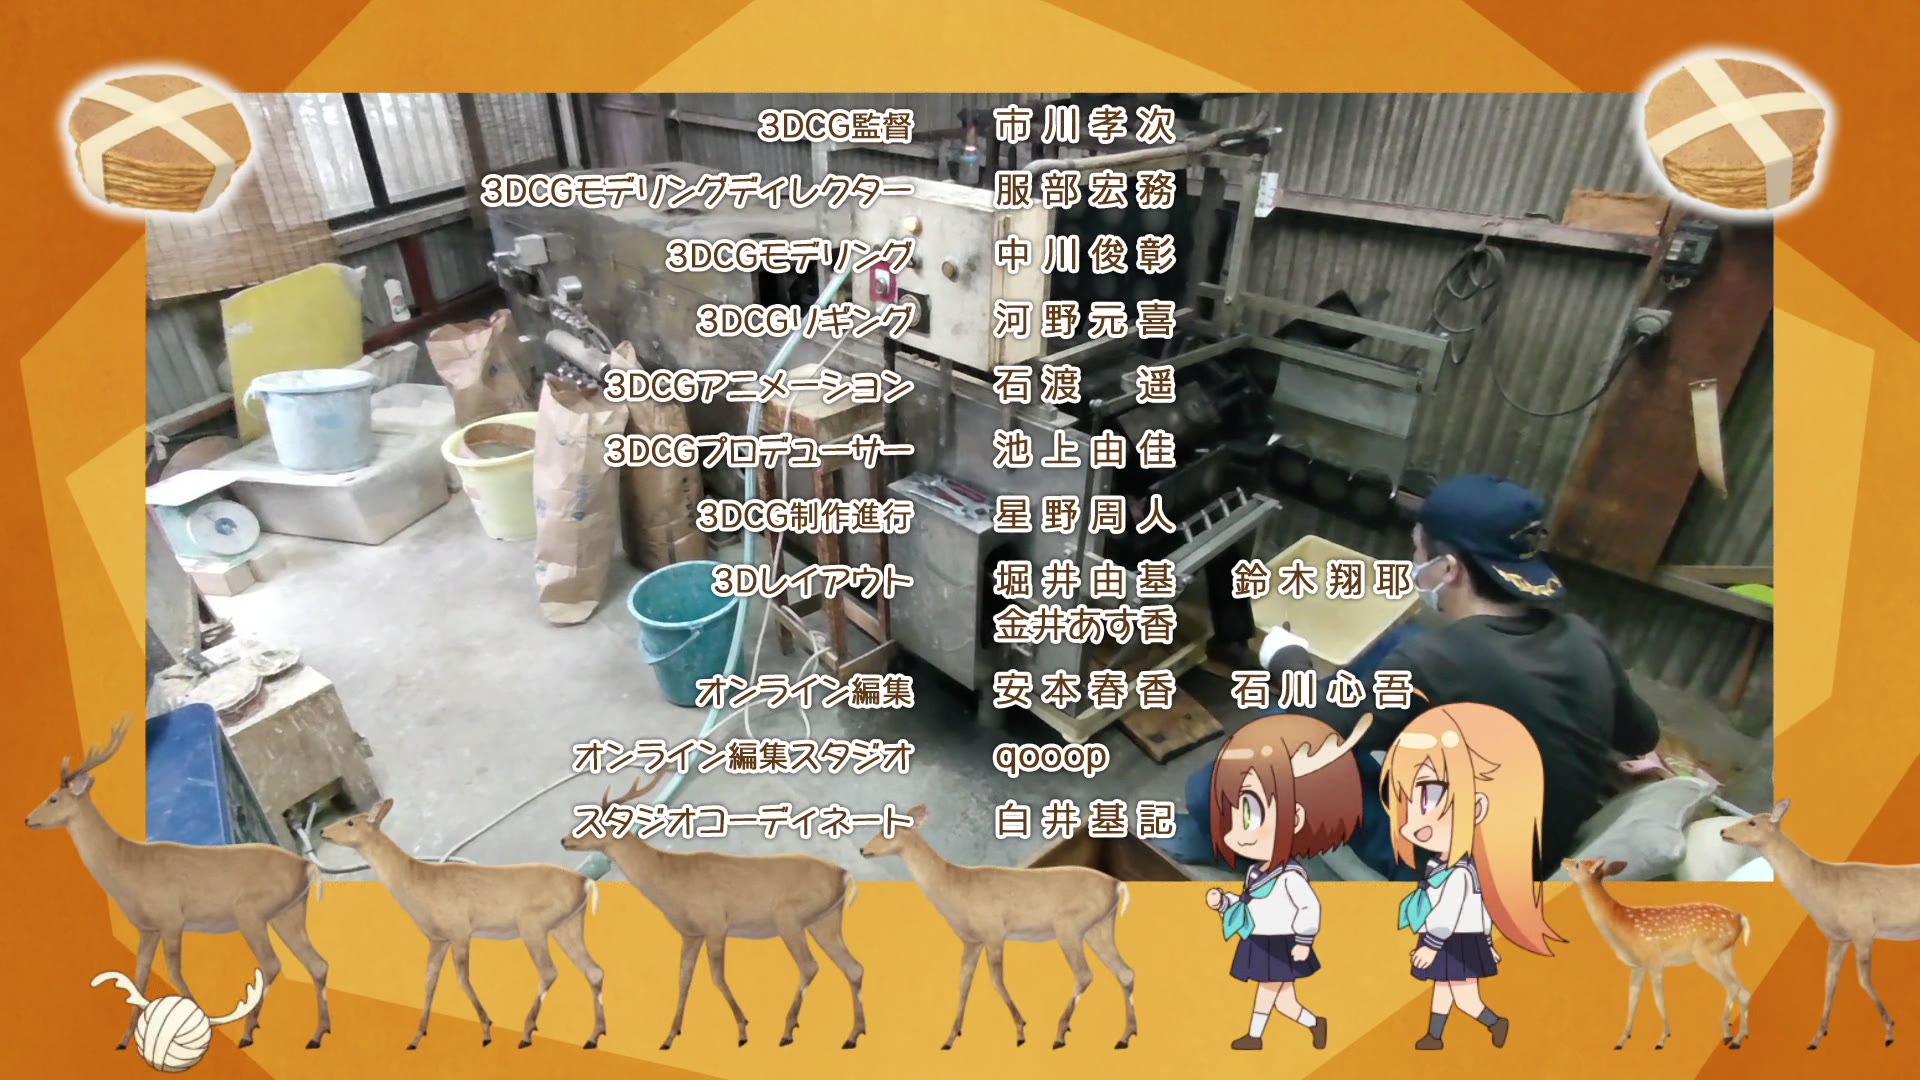 3DCG監督 市川孝次
3DCGモデリングディレクター 服部宏務
3DCGモデリング 中川俊彰
3DCGリギング 河野元喜
3DCGアニメーション 石渡 遥
3DCGプロデューサー 池上由佳
3DCG制作進行 星野周人
3Dレイアウト 堀井由基 鈴木翔耶
金井あす香
オンライン編集 安本春香 石川心吾
オンライン編集スタジオ qooop
スタジオコーディネート 白井基記